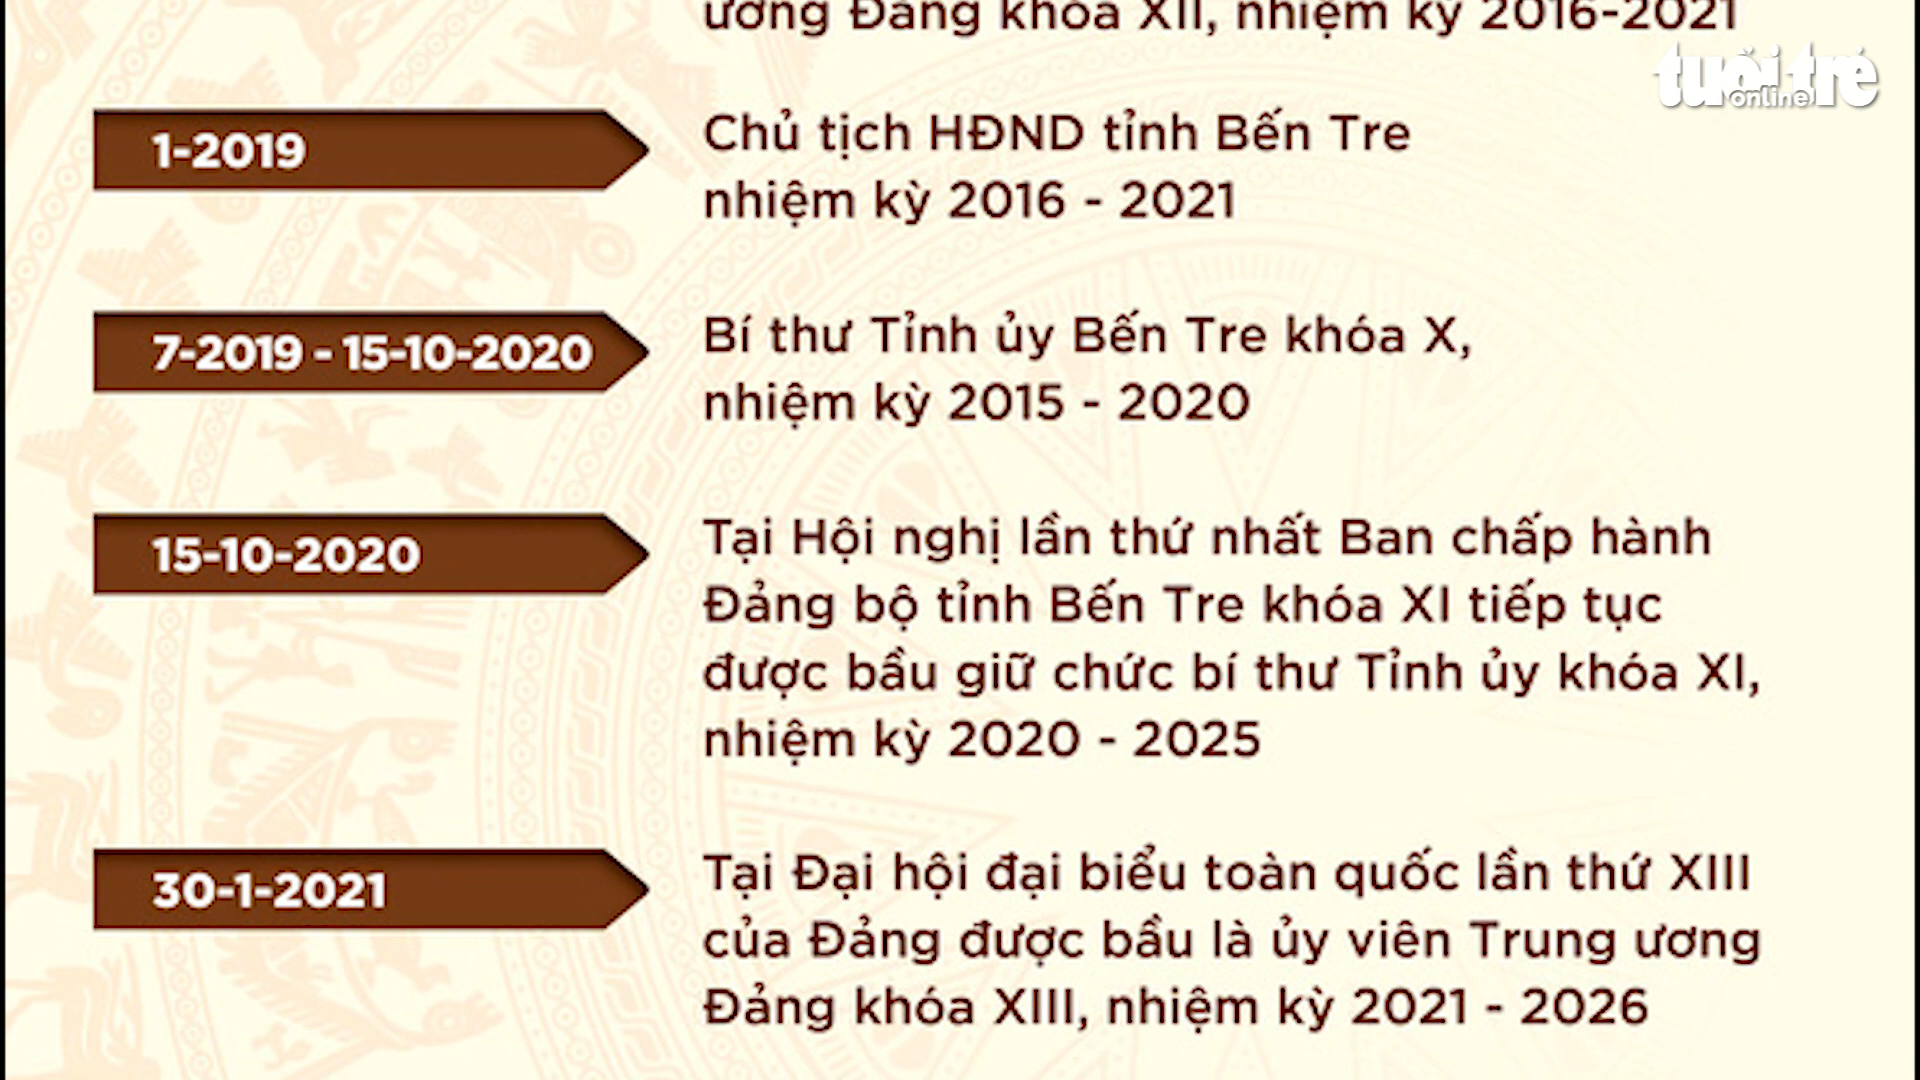 ương Đảng khóa XII, nhiệm kỳ 2016-2021
tuổi trẻ
online
1-2019
Chủ tịch HĐND tỉnh Bến Tre
nhiệm kỳ 2016 - 2021
7-2019 - 15-10-2020
Bí thư Tỉnh ủy Bến Tre khóa X,
nhiệm kỳ 2015 - 2020
15-10-2020
Tại Hội nghị lần thứ nhất Ban chấp hành
Đảng bộ tỉnh Bến Tre khóa XI tiếp tục
được bầu giữ chức bí thư Tỉnh ủy khóa XI,
nhiệm kỳ 2020 - 2025
30-1-2021
Tại Đại hội đại biểu toàn quốc lần thứ XIII
của Đảng được bầu là ủy viên Trung ương
Đảng khóa XIII, nhiệm kỳ 2021 - 2026